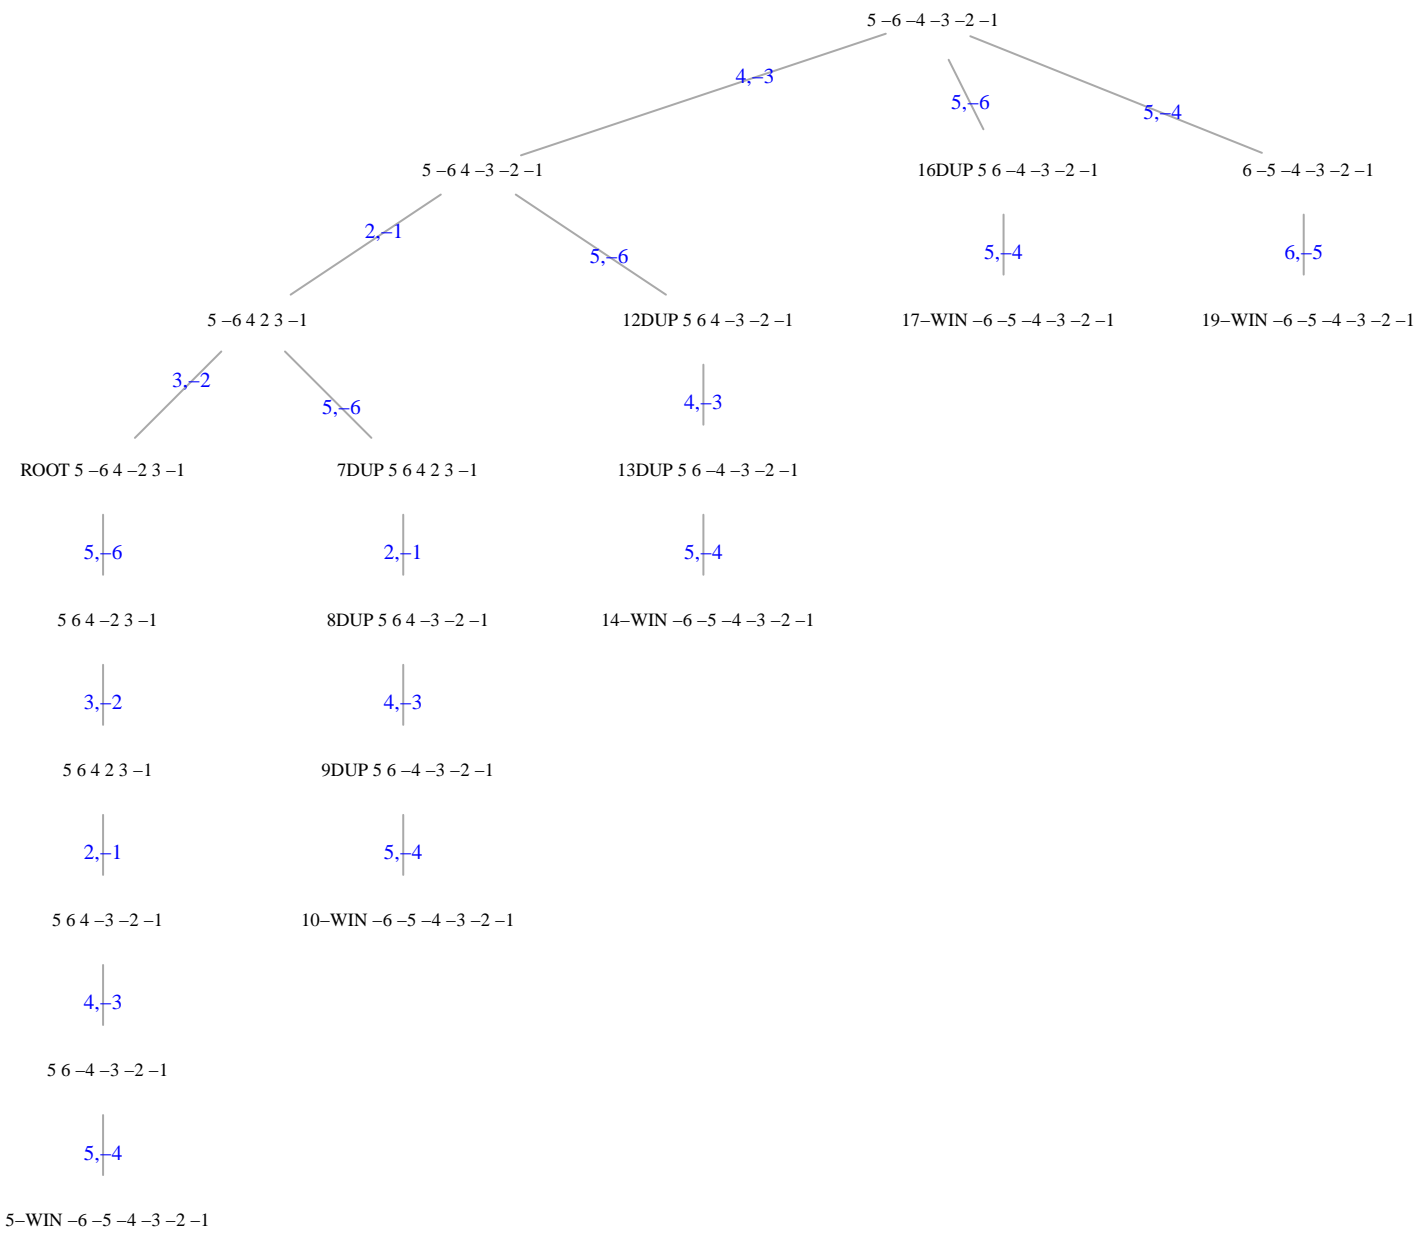 5 –6 –4 –3 –2 –1
4,–3
5,–6
5,–4
5 –6 4 –3 –2 –1
16DUP 5 6 –4 –3 –2 –1
6 –5 –4 –3 –2 –1
2,–1
5,–6
5,–4
6,–5
5 –6 4 2 3 –1
12DUP 5 6 4 –3 –2 –1
17–WIN –6 –5 –4 –3 –2 –1
19–WIN –6 –5 –4 –3 –2 –1
3,–2
5,–6
4,–3
ROOT 5 –6 4 –2 3 –1
7DUP 5 6 4 2 3 –1
13DUP 5 6 –4 –3 –2 –1
5,–6
2,–1
5,–4
5 6 4 –2 3 –1
8DUP 5 6 4 –3 –2 –1
14–WIN –6 –5 –4 –3 –2 –1
3,–2
4,–3
5 6 4 2 3 –1
9DUP 5 6 –4 –3 –2 –1
2,–1
5,–4
5 6 4 –3 –2 –1
10–WIN –6 –5 –4 –3 –2 –1
4,–3
5 6 –4 –3 –2 –1
5,–4
5–WIN –6 –5 –4 –3 –2 –1